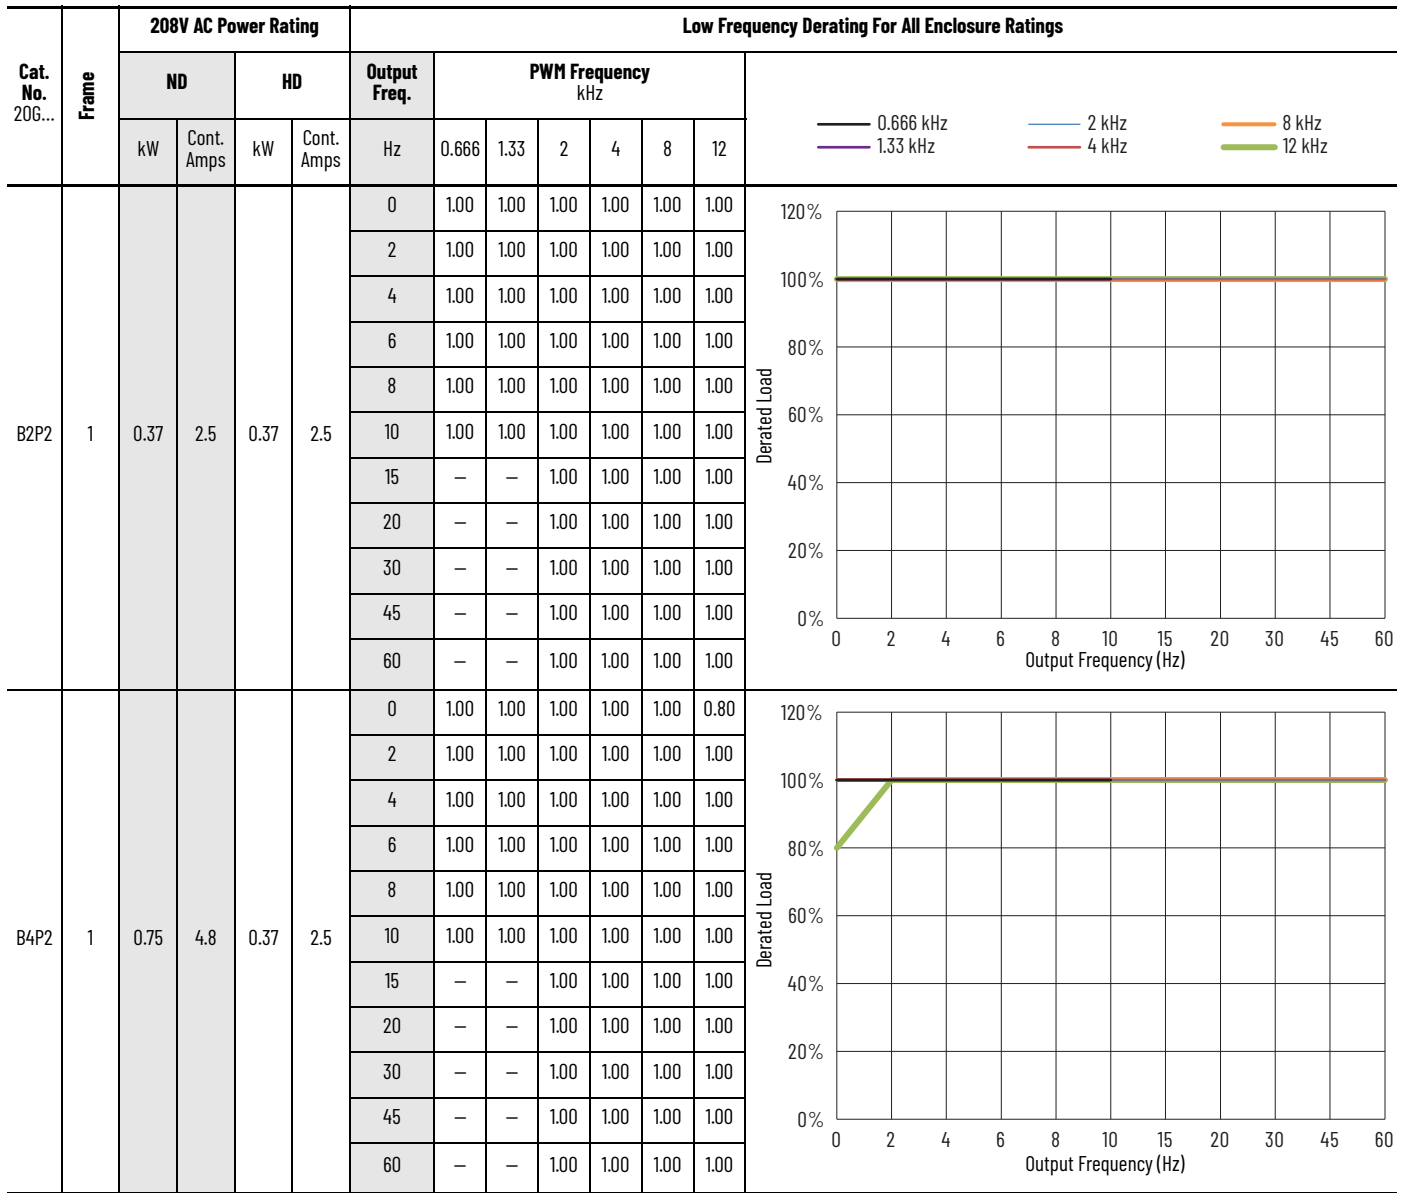 208V AC Power Rating Low Frequency Derating For All Enclosure Ratings
Cat. No. 20G... Frame ND HD Output Freq. PWM Frequency kHz
kW Cont. Amps kW Cont. Amps Hz 0.666 1.33 2 4 8 12
0.666 kHz 2 kHz 8 kHz
1.33 kHz 4 kHz 12 kHz
B2P2 1 0.37 2.5 0.37 2.5
0 1.00 1.00 1.00 1.00 1.00 1.00
2 1.00 1.00 1.00 1.00 1.00 1.00
4 1.00 1.00 1.00 1.00 1.00 1.00
6 1.00 1.00 1.00 1.00 1.00 1.00
8 1.00 1.00 1.00 1.00 1.00 1.00
10 1.00 1.00 1.00 1.00 1.00 1.00
15 – – 1.00 1.00 1.00 1.00
20 – – 1.00 1.00 1.00 1.00
30 – – 1.00 1.00 1.00 1.00
45 – – 1.00 1.00 1.00 1.00
60 – – 1.00 1.00 1.00 1.00
Derated Load
120%
100%
80%
60%
40%
20%
0%
0 2 4 6 8 10 15 20 30 45 60
Output Frequency (Hz)
B4P2 1 0.75 4.8 0.37 2.5
0 1.00 1.00 1.00 1.00 1.00 0.80
2 1.00 1.00 1.00 1.00 1.00 1.00
4 1.00 1.00 1.00 1.00 1.00 1.00
6 1.00 1.00 1.00 1.00 1.00 1.00
8 1.00 1.00 1.00 1.00 1.00 1.00
10 1.00 1.00 1.00 1.00 1.00 1.00
15 – – 1.00 1.00 1.00 1.00
20 – – 1.00 1.00 1.00 1.00
30 – – 1.00 1.00 1.00 1.00
45 – – 1.00 1.00 1.00 1.00
60 – – 1.00 1.00 1.00 1.00
Derated Load
120%
100%
80%
60%
40%
20%
0%
0 2 4 6 8 10 15 20 30 45 60
Output Frequency (Hz)